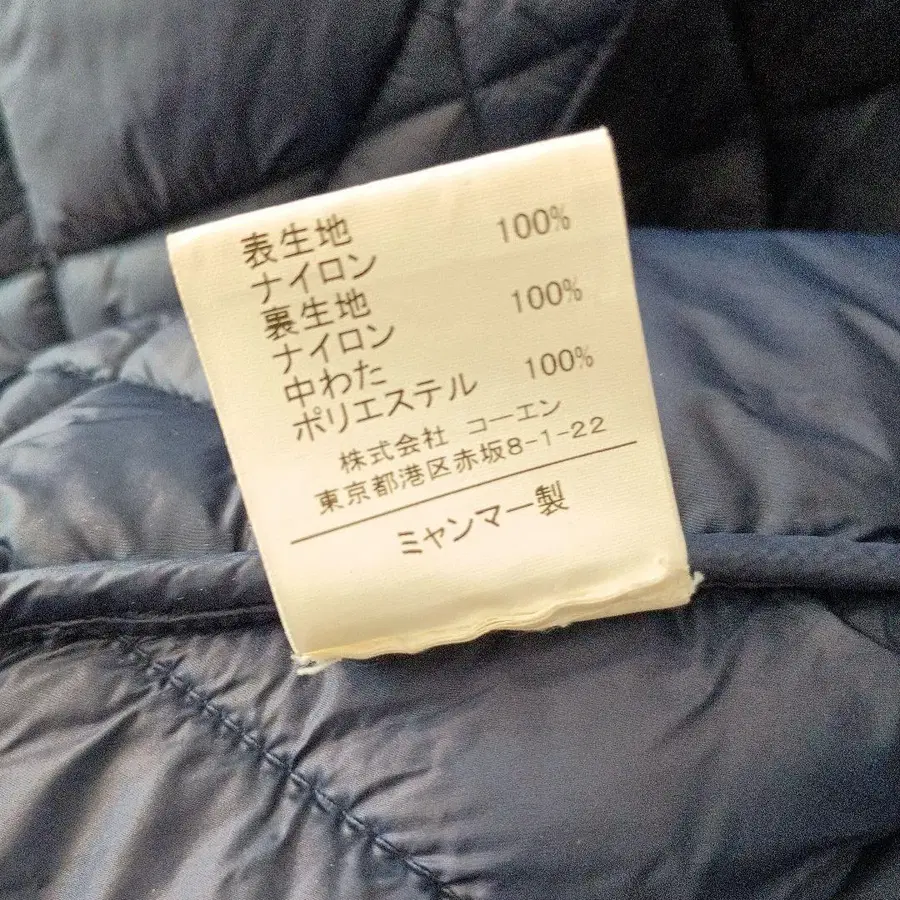 表生地
ナイロン 100%
裏生地
ナイロン 100%
中わた
ポリエステル 100%
株式会社 コーエン
東京都港区赤坂8-1-22
ミャンマー製